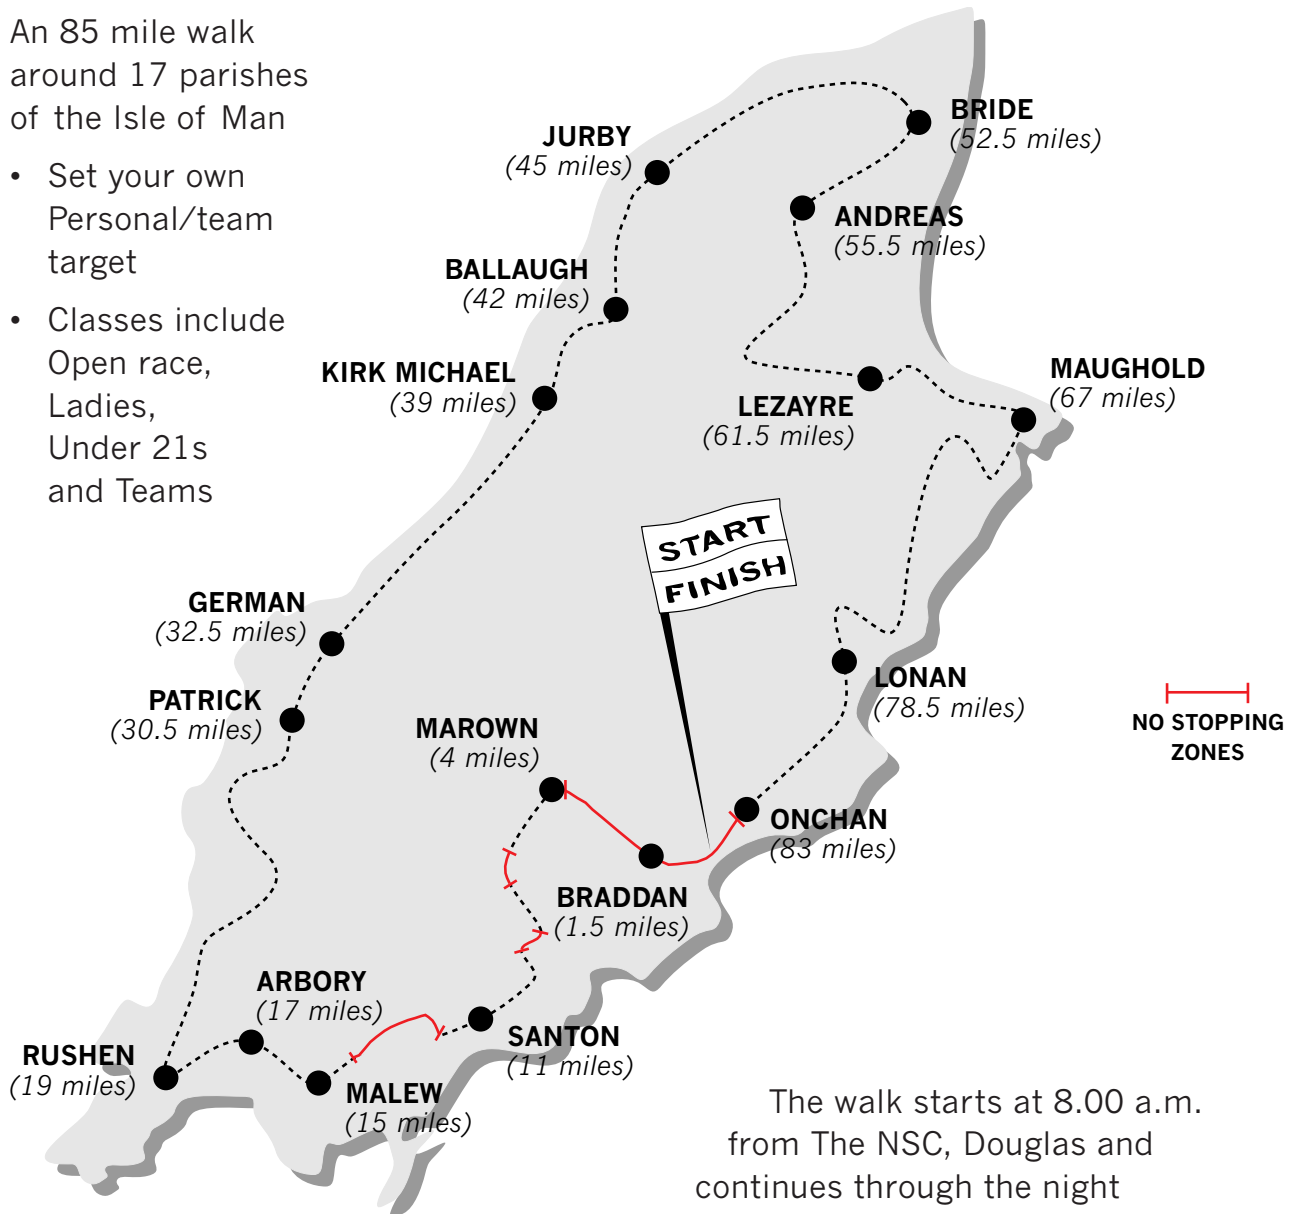 An 85 mile walk
around 17 parishes
of the Isle of Man
• Set your own
Personal/team
target
• Classes include
Open race,
Ladies,
Under 21s
and Teams
BRIDE
(52.5 miles)
JURBY
(45 miles)
ANDREAS
(55.5 miles)
BALLAUGH
(42 miles)
KIRK MICHAEL
(39 miles)
MAUGHOLD
(67 miles)
LEZAYRE
(61.5 miles)
START
FINISH
GERMAN
(32.5 miles)
PATRICK
(30.5 miles)
LONAN
(78.5 miles)
NO STOPPING
ZONES
MAROWN
(4 miles)
ONCHAN
(83 miles)
BRADDAN
(1.5 miles)
ARBORY
(17 miles)
SANTON
(11 miles)
RUSHEN
(19 miles)
MALEW
(15 miles)
The walk starts at 8.00 a.m.
from The NSC, Douglas and
continues through the night